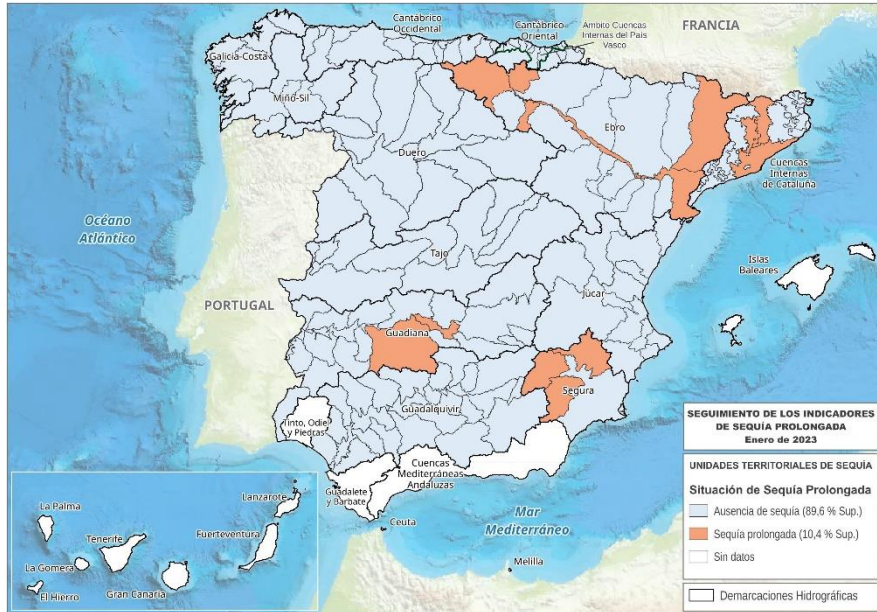 Cantábrico
Occidental
Cantábrico
Oriental
Ámbito Cuencas
Internas del País
Vasco
FRANCIA
Galicia-Costa
Miño-Sil
Ebro
Duero
Cuencas
Internas
de Cataluña
Océano
Atlántico
Tajo
Islas
Baleares
PORTUGAL
Júcar
Guadiana
Segura
Guadalquivir
Tinto, Odiel
y Piedras
Cuencas
Mediterráneas
Andaluzas
Guadalete
y Barbate
Ceuta
Mar
Mediterráneo
Melilla
La Palma
Tenerife
La Gomera
El Hierro
Gran Canaria
Fuerteventura
Lanzarote
SEGUIMIENTO DE LOS INDICADORES
DE SEQUÍA PROLONGADA
Enero de 2023
UNIDADES TERRITORIALES DE SEQUÍA
Situación de Sequía Prolongada
Ausencia de sequía (89,6 % Sup.)
Sequía prolongada (10,4 % Sup.)
Sin datos
Demarcaciones Hidrográficas